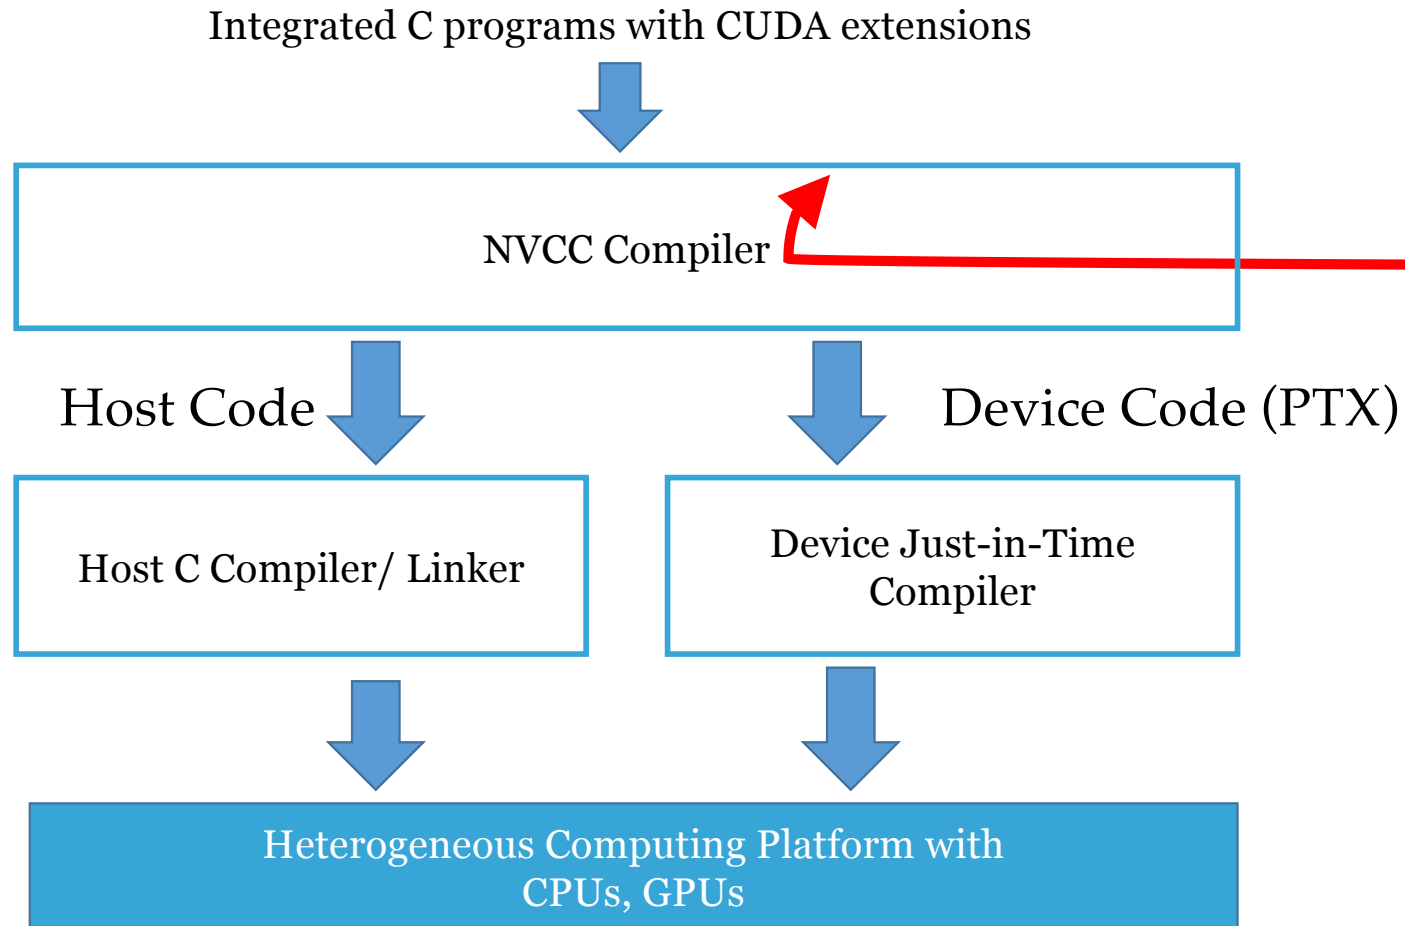 Integrated C programs with CUDA extensions
NVCC Compiler
Host Code
Device Code (PTX)
Host C Compiler/ Linker
Device Just-in-Time
Compiler
Heterogeneous Computing Platform with
CPUs, GPUs